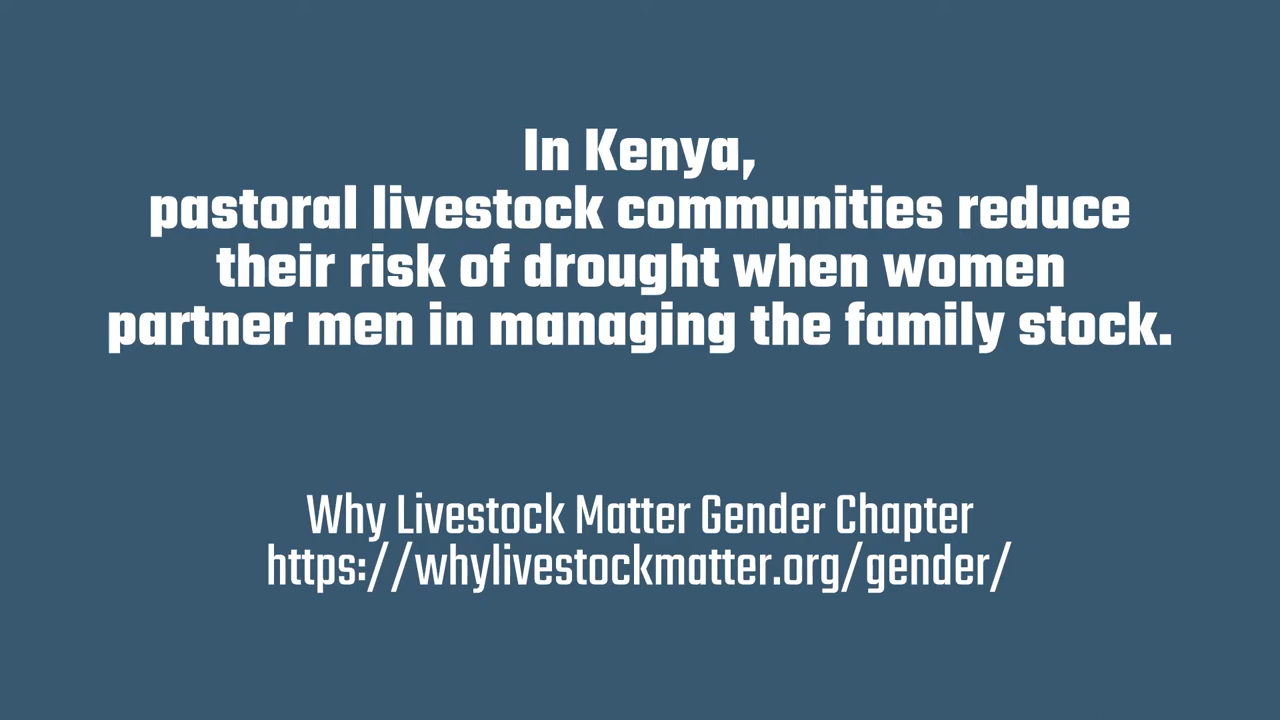 In Kenya,
pastoral livestock communities reduce
their risk of drought when women
partner men in managing the family stock.
Why Livestock Matter Gender Chapter
https://whylivestockmatter.org/gender/